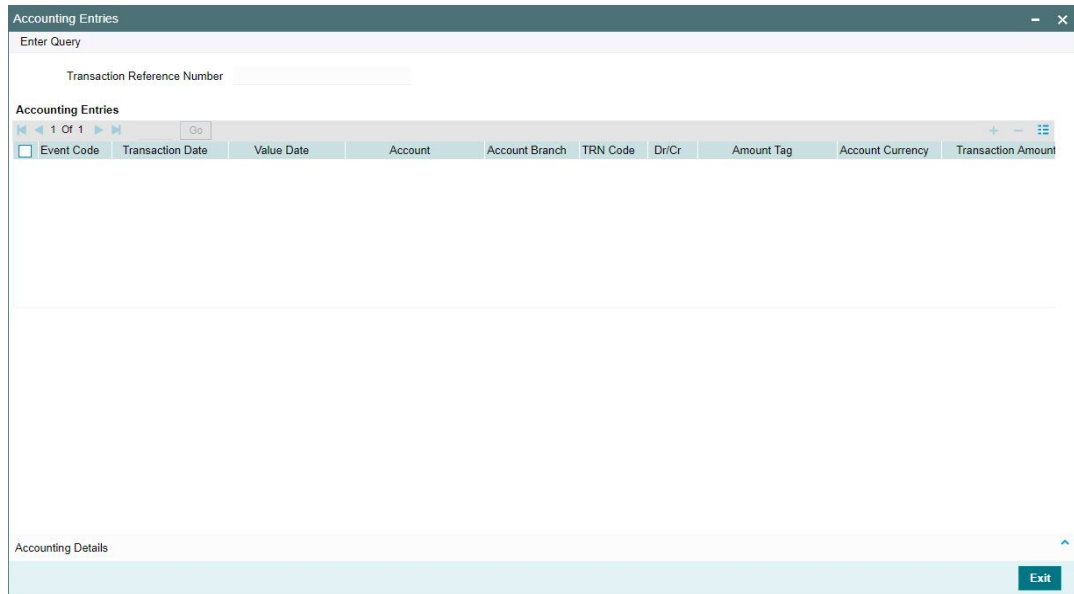 Accounting Entries
Enter Query
Transaction Reference Number
Accounting Entries
1 Of 1 Go
Event Code Transaction Date Value Date Account Account Branch TRN Code Dr/Cr Amount Tag Account Currency Transaction Amount
Accounting Details
Exit